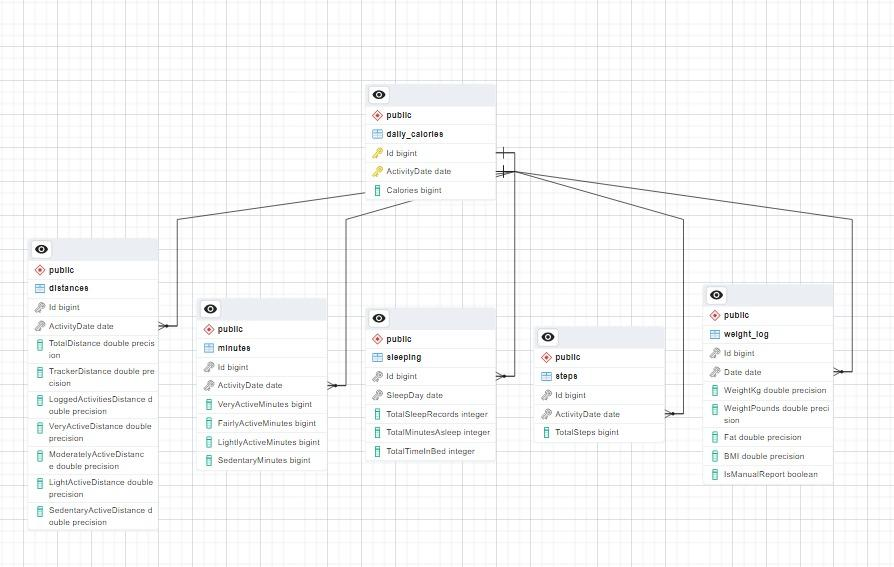 public
daily_calories
Id bigint
ActivityDate date
Calories bigint
public
distances
Id bigint
ActivityDate date
TotalDistance double precis
ion
TrackerDistance double pre
cision
LoggedActivitiesDistance d
ouble precision
VeryActiveDistance double
precision
ModeratelyActiveDistanc
e double precision
LightActiveDistance double
precision
SedentaryActiveDistance d
ouble precision
public
minutes
Id bigint
ActivityDate date
VeryActiveMinutes bigint
FairlyActiveMinutes bigint
LightlyActiveMinutes bigint
SedentaryMinutes bigint
public
sleeping
Id bigint
SleepDay date
TotalSleepRecords integer
TotalMinutesAsleep integer
TotalTimeInBed integer
public
steps
Id bigint
ActivityDate date
TotalSteps bigint
public
weight_log
Id bigint
Date date
WeightKg double precision
WeightPounds double preci
sion
Fat double precision
BMI double precision
IsManualReport boolean